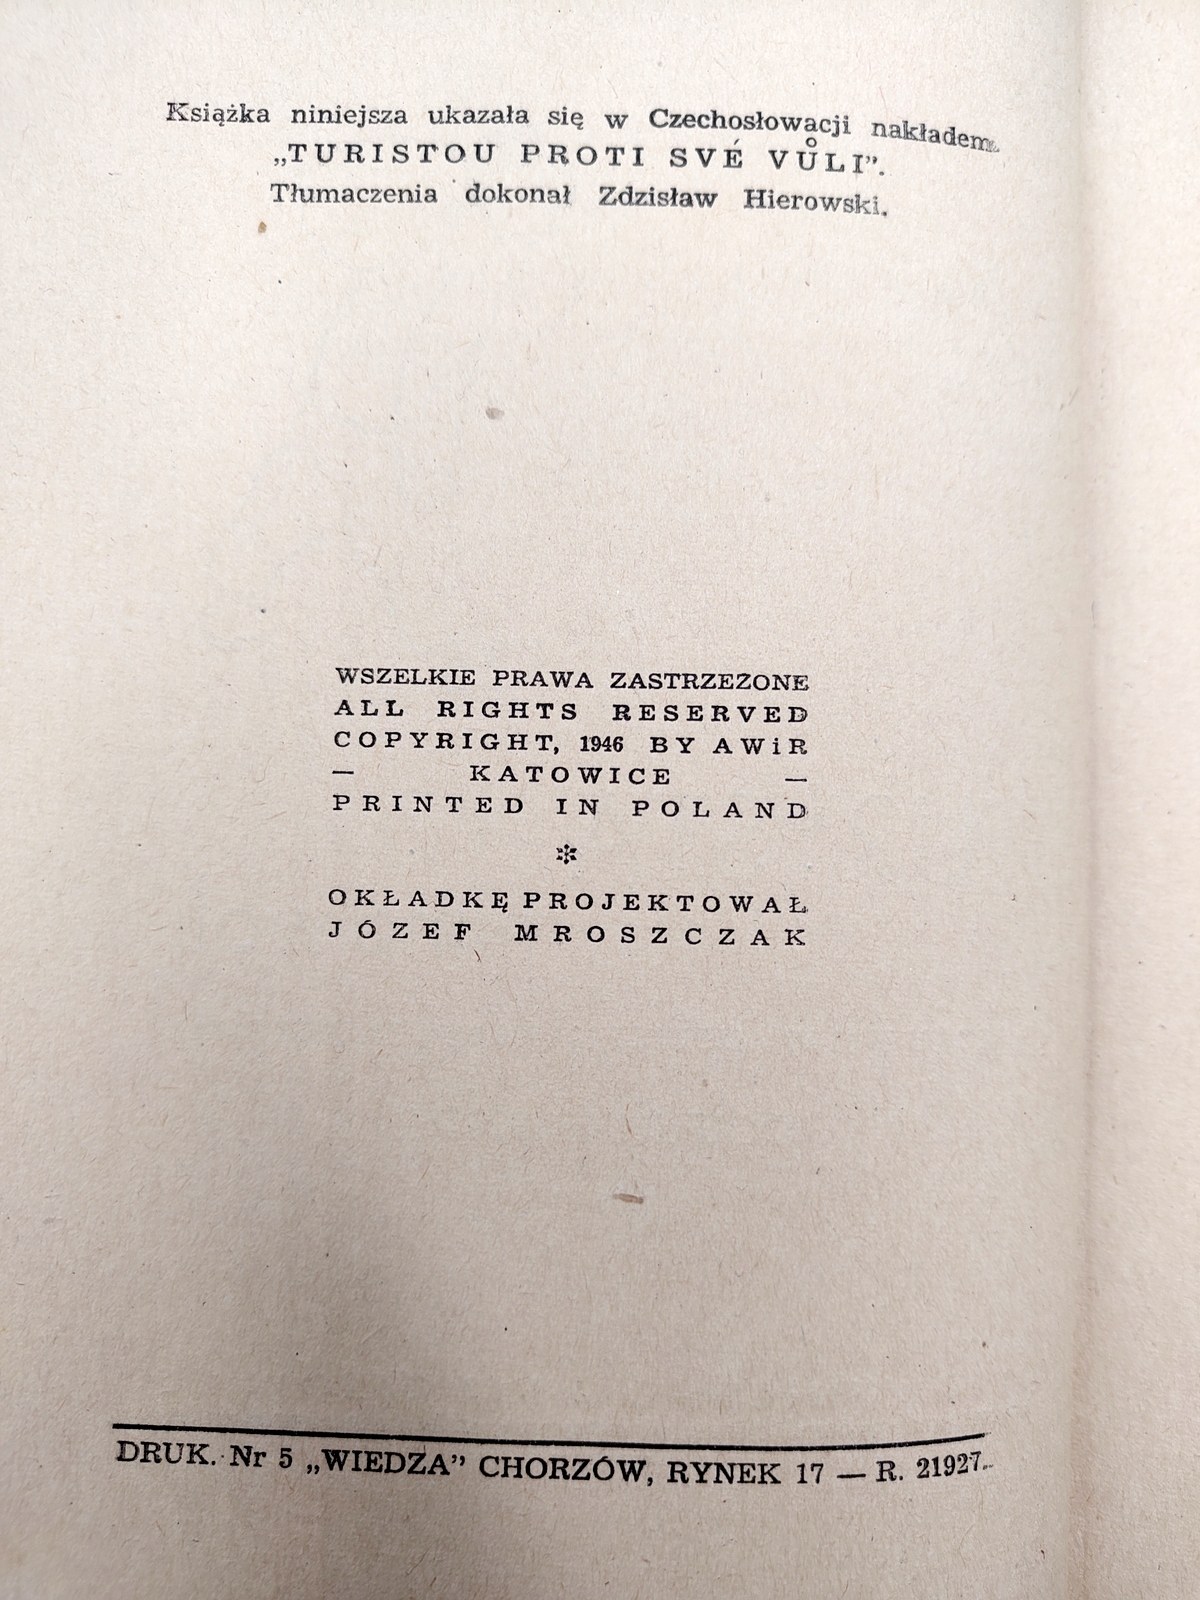 Książka niniejsza ukazała się w Czechosłowacji nakładem
„TURISTOU PROTI SVÉ VŮLI”.
Tłumaczenia dokonał Zdzisław Hierowski.
WSZELKIE PRAWA ZASTRZEŻONE
ALL RIGHTS RESERVED
COPYRIGHT, 1946 BY AWiR
— KATOWICE —
PRINTED IN POLAND
*
OKŁADKĘ PROJEKTOWAŁ
JÓZEF MROSZCZAK
DRUK. Nr 5 „WIEDZA” CHORZÓW, RYNEK 17 — R. 21927.